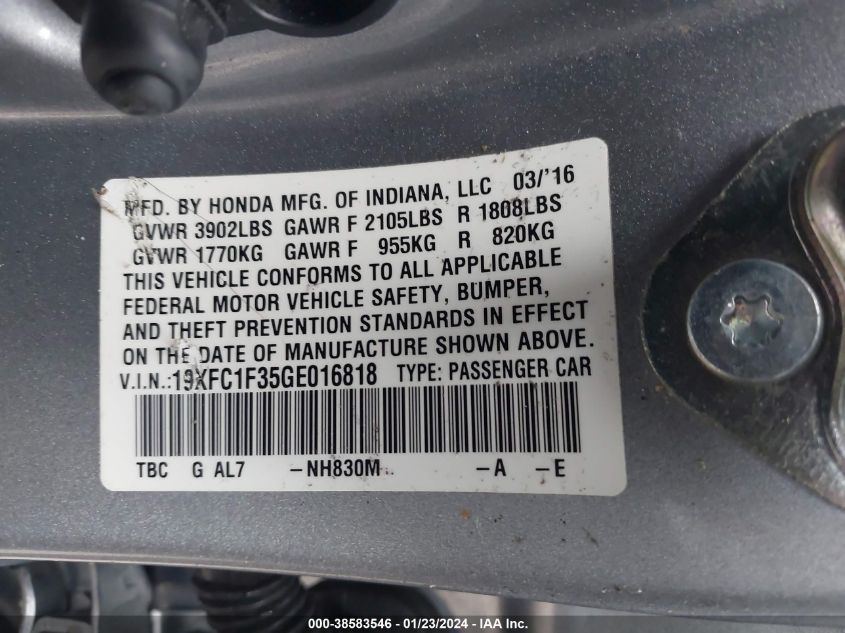 MFD. BY HONDA MFG. OF INDIANA, LLC 03/'16
GVWR 3902LBS GAWR F 2105LBS R 1808LBS
GVWR 1770KG GAWR F 955KG R 820KG
THIS VEHICLE CONFORMS TO ALL APPLICABLE
FEDERAL MOTOR VEHICLE SAFETY, BUMPER,
AND THEFT PREVENTION STANDARDS IN EFFECT
ON THE DATE OF MANUFACTURE SHOWN ABOVE.
V.I.N.:19XFC1F35GE016818 TYPE: PASSENGER CAR
TBC G AL7 -NH830M -A -E
000-38583546 - 01/23/2024 - IAA Inc.